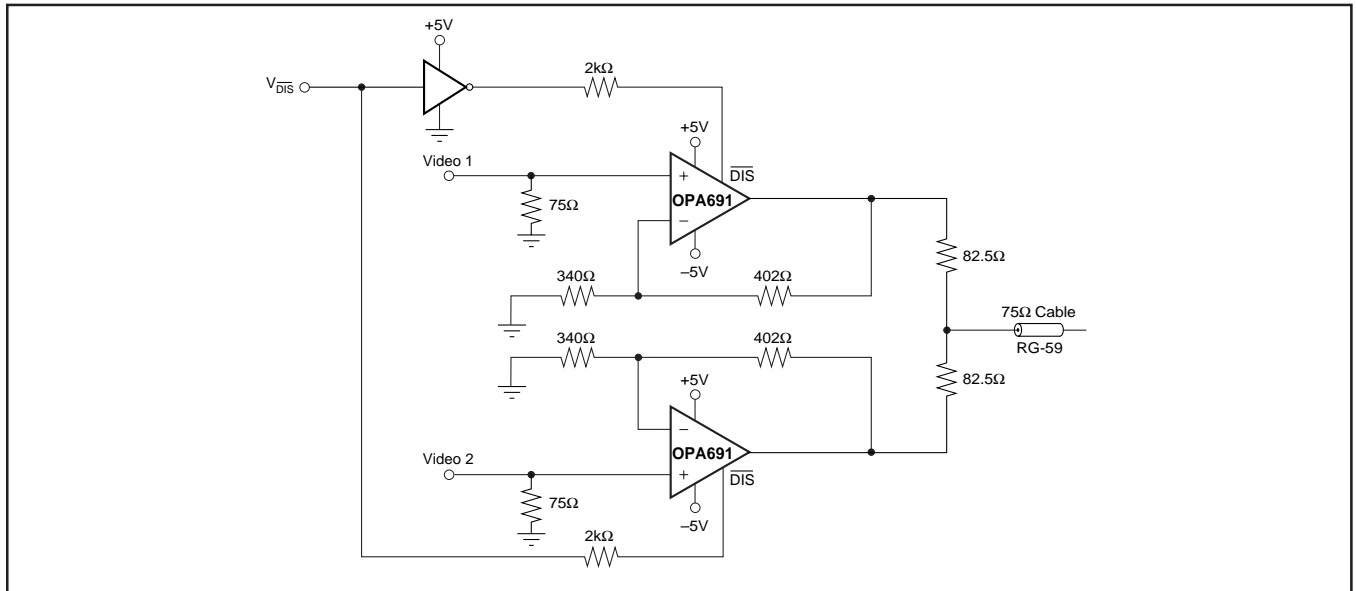 +5V
V DIS
2kΩ
+5V
Video 1
DIS
+
OPA691
75Ω
−
–5V
340Ω
402Ω
82.5Ω
75Ω Cable
RG-59
340Ω
402Ω
82.5Ω
+5V
−
OPA691
Video 2
+
DIS
75Ω
–5V
2kΩ